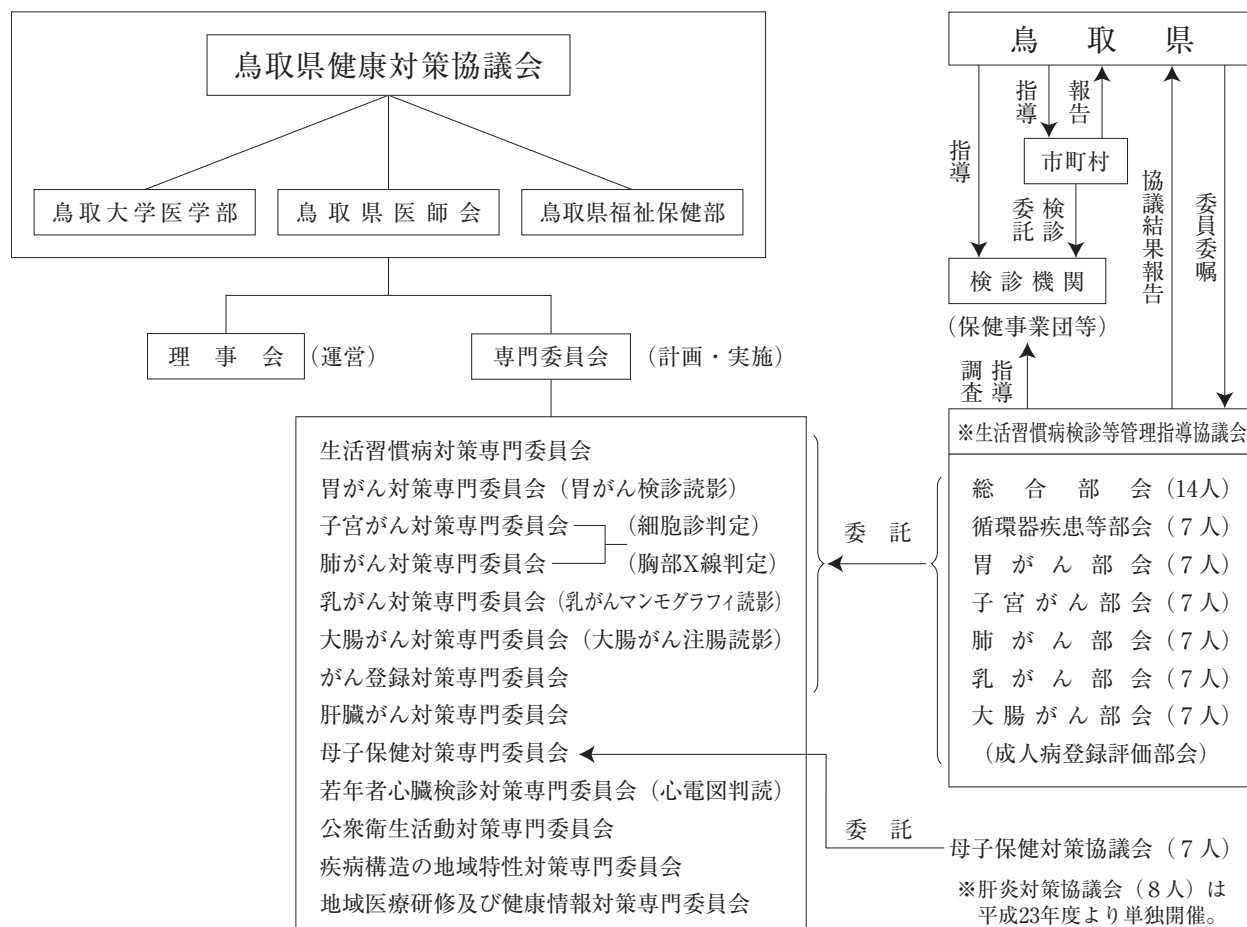 鳥取県健康対策協議会
鳥取大学医学部
鳥取県医師会
鳥取県福祉保健部
理事会
(運営)
専門委員会
(計画・実施)
生活習慣病対策専門委員会
胃がん対策専門委員会(胃がん検診読影)
子宮がん対策専門委員会 (細胞診判定)
肺がん対策専門委員会 (胸部X線判定)
乳がん対策専門委員会(乳がんマンモグラフィ読影)
大腸がん対策専門委員会(大腸がん注腸読影)
がん登録対策専門委員会
肝臓がん対策専門委員会
母子保健対策専門委員会
若年者心臓検診対策専門委員会(心電図判読)
公衆衛生活動対策専門委員会
疾病構造の地域特性対策専門委員会
地域医療研修及び健康情報対策専門委員会
委託
委託
鳥取県
指導
指導
報告
市町村
検診
委託
協議結果報告
委員委嘱
検診機関
(保健事業団等)
指導
調査
※生活習慣病検診等管理指導協議会
総合部会(14人)
循環器疾患等部会(7人)
胃がん部会(7人)
子宮がん部会(7人)
肺がん部会(7人)
乳がん部会(7人)
大腸がん部会(7人)
(成人病登録評価部会)
母子保健対策協議会(7人)
※肝炎対策協議会(8人)は
平成23年度より単独開催。